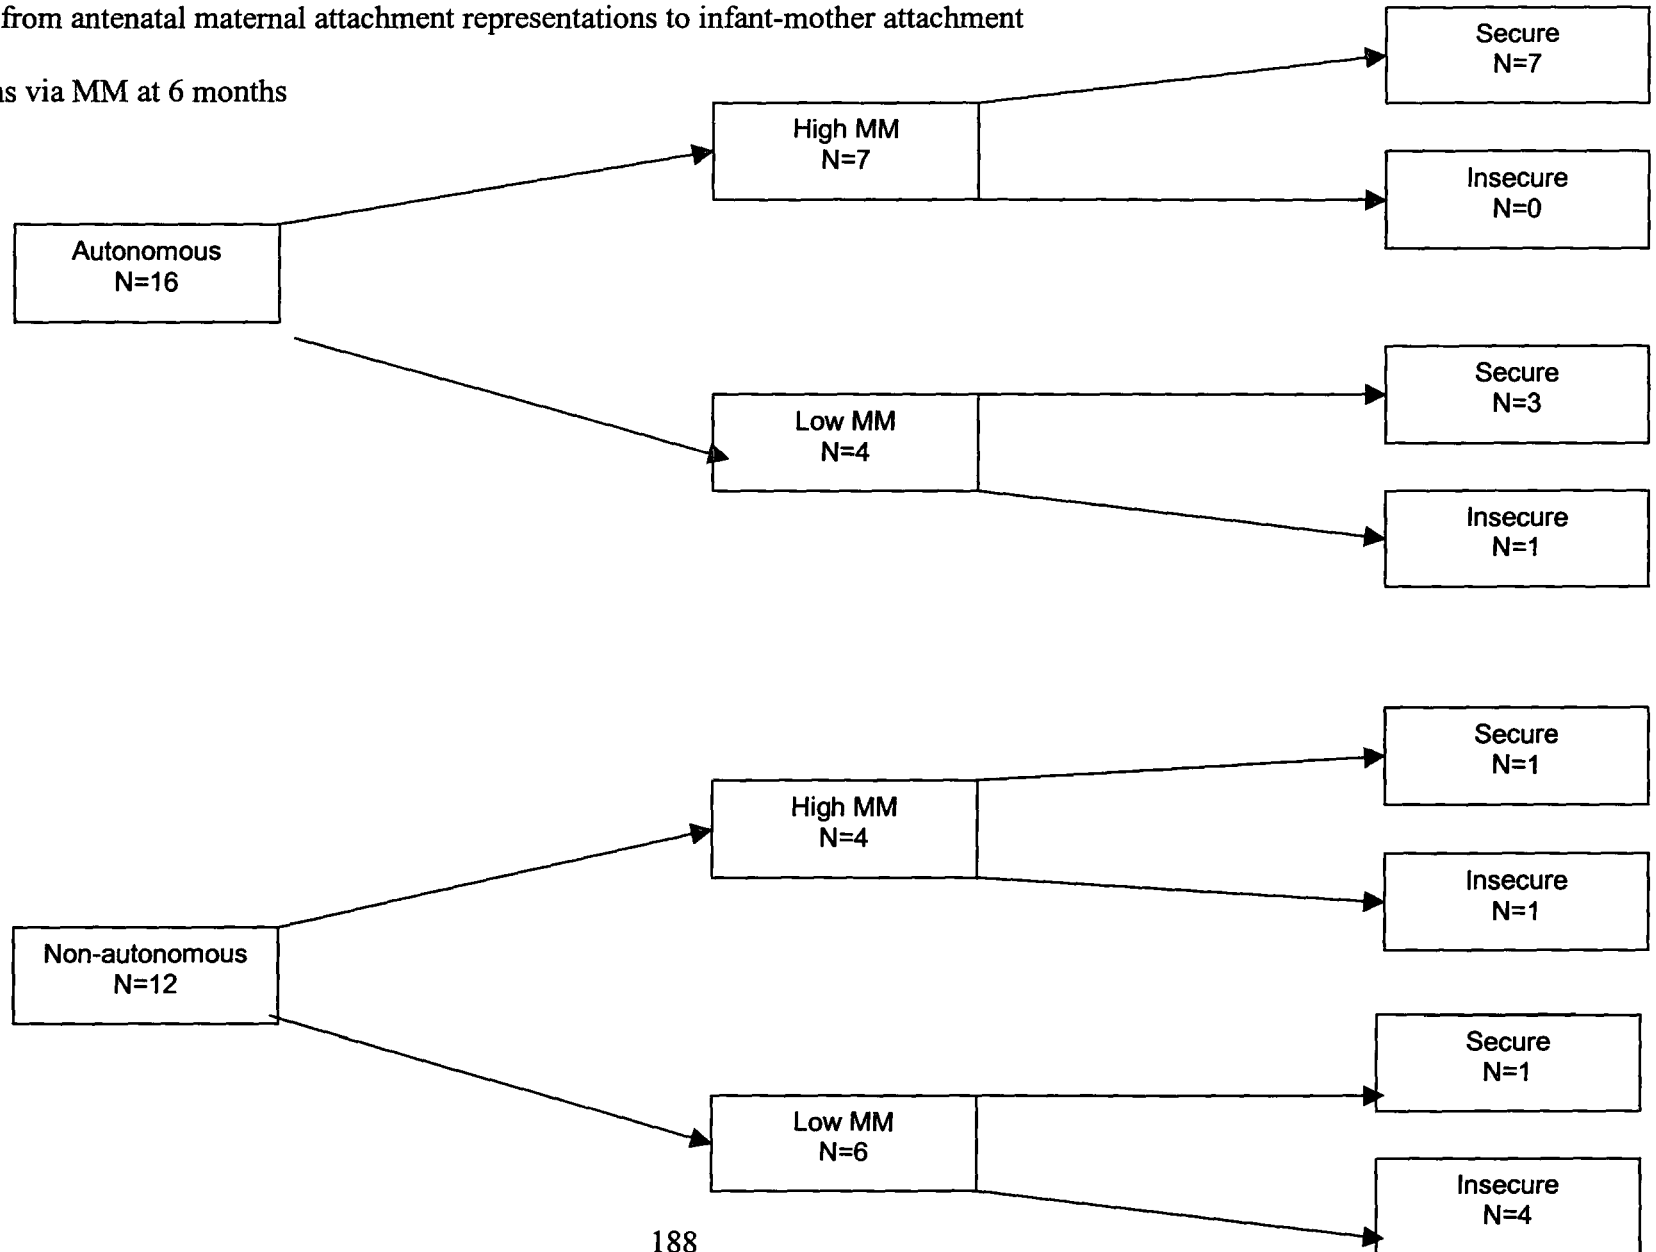 from antenatal maternal attachment representations to infant-mother attachment
via MM at 6 months
Autonomous
N=16
High MM
N=7
Secure
N=7
Insecure
N=0
Low MM
N=4
Secure
N=3
Insecure
N=1
Non-autonomous
N=12
High MM
N=4
Secure
N=1
Insecure
N=1
Low MM
N=6
Secure
N=1
Insecure
N=4
188